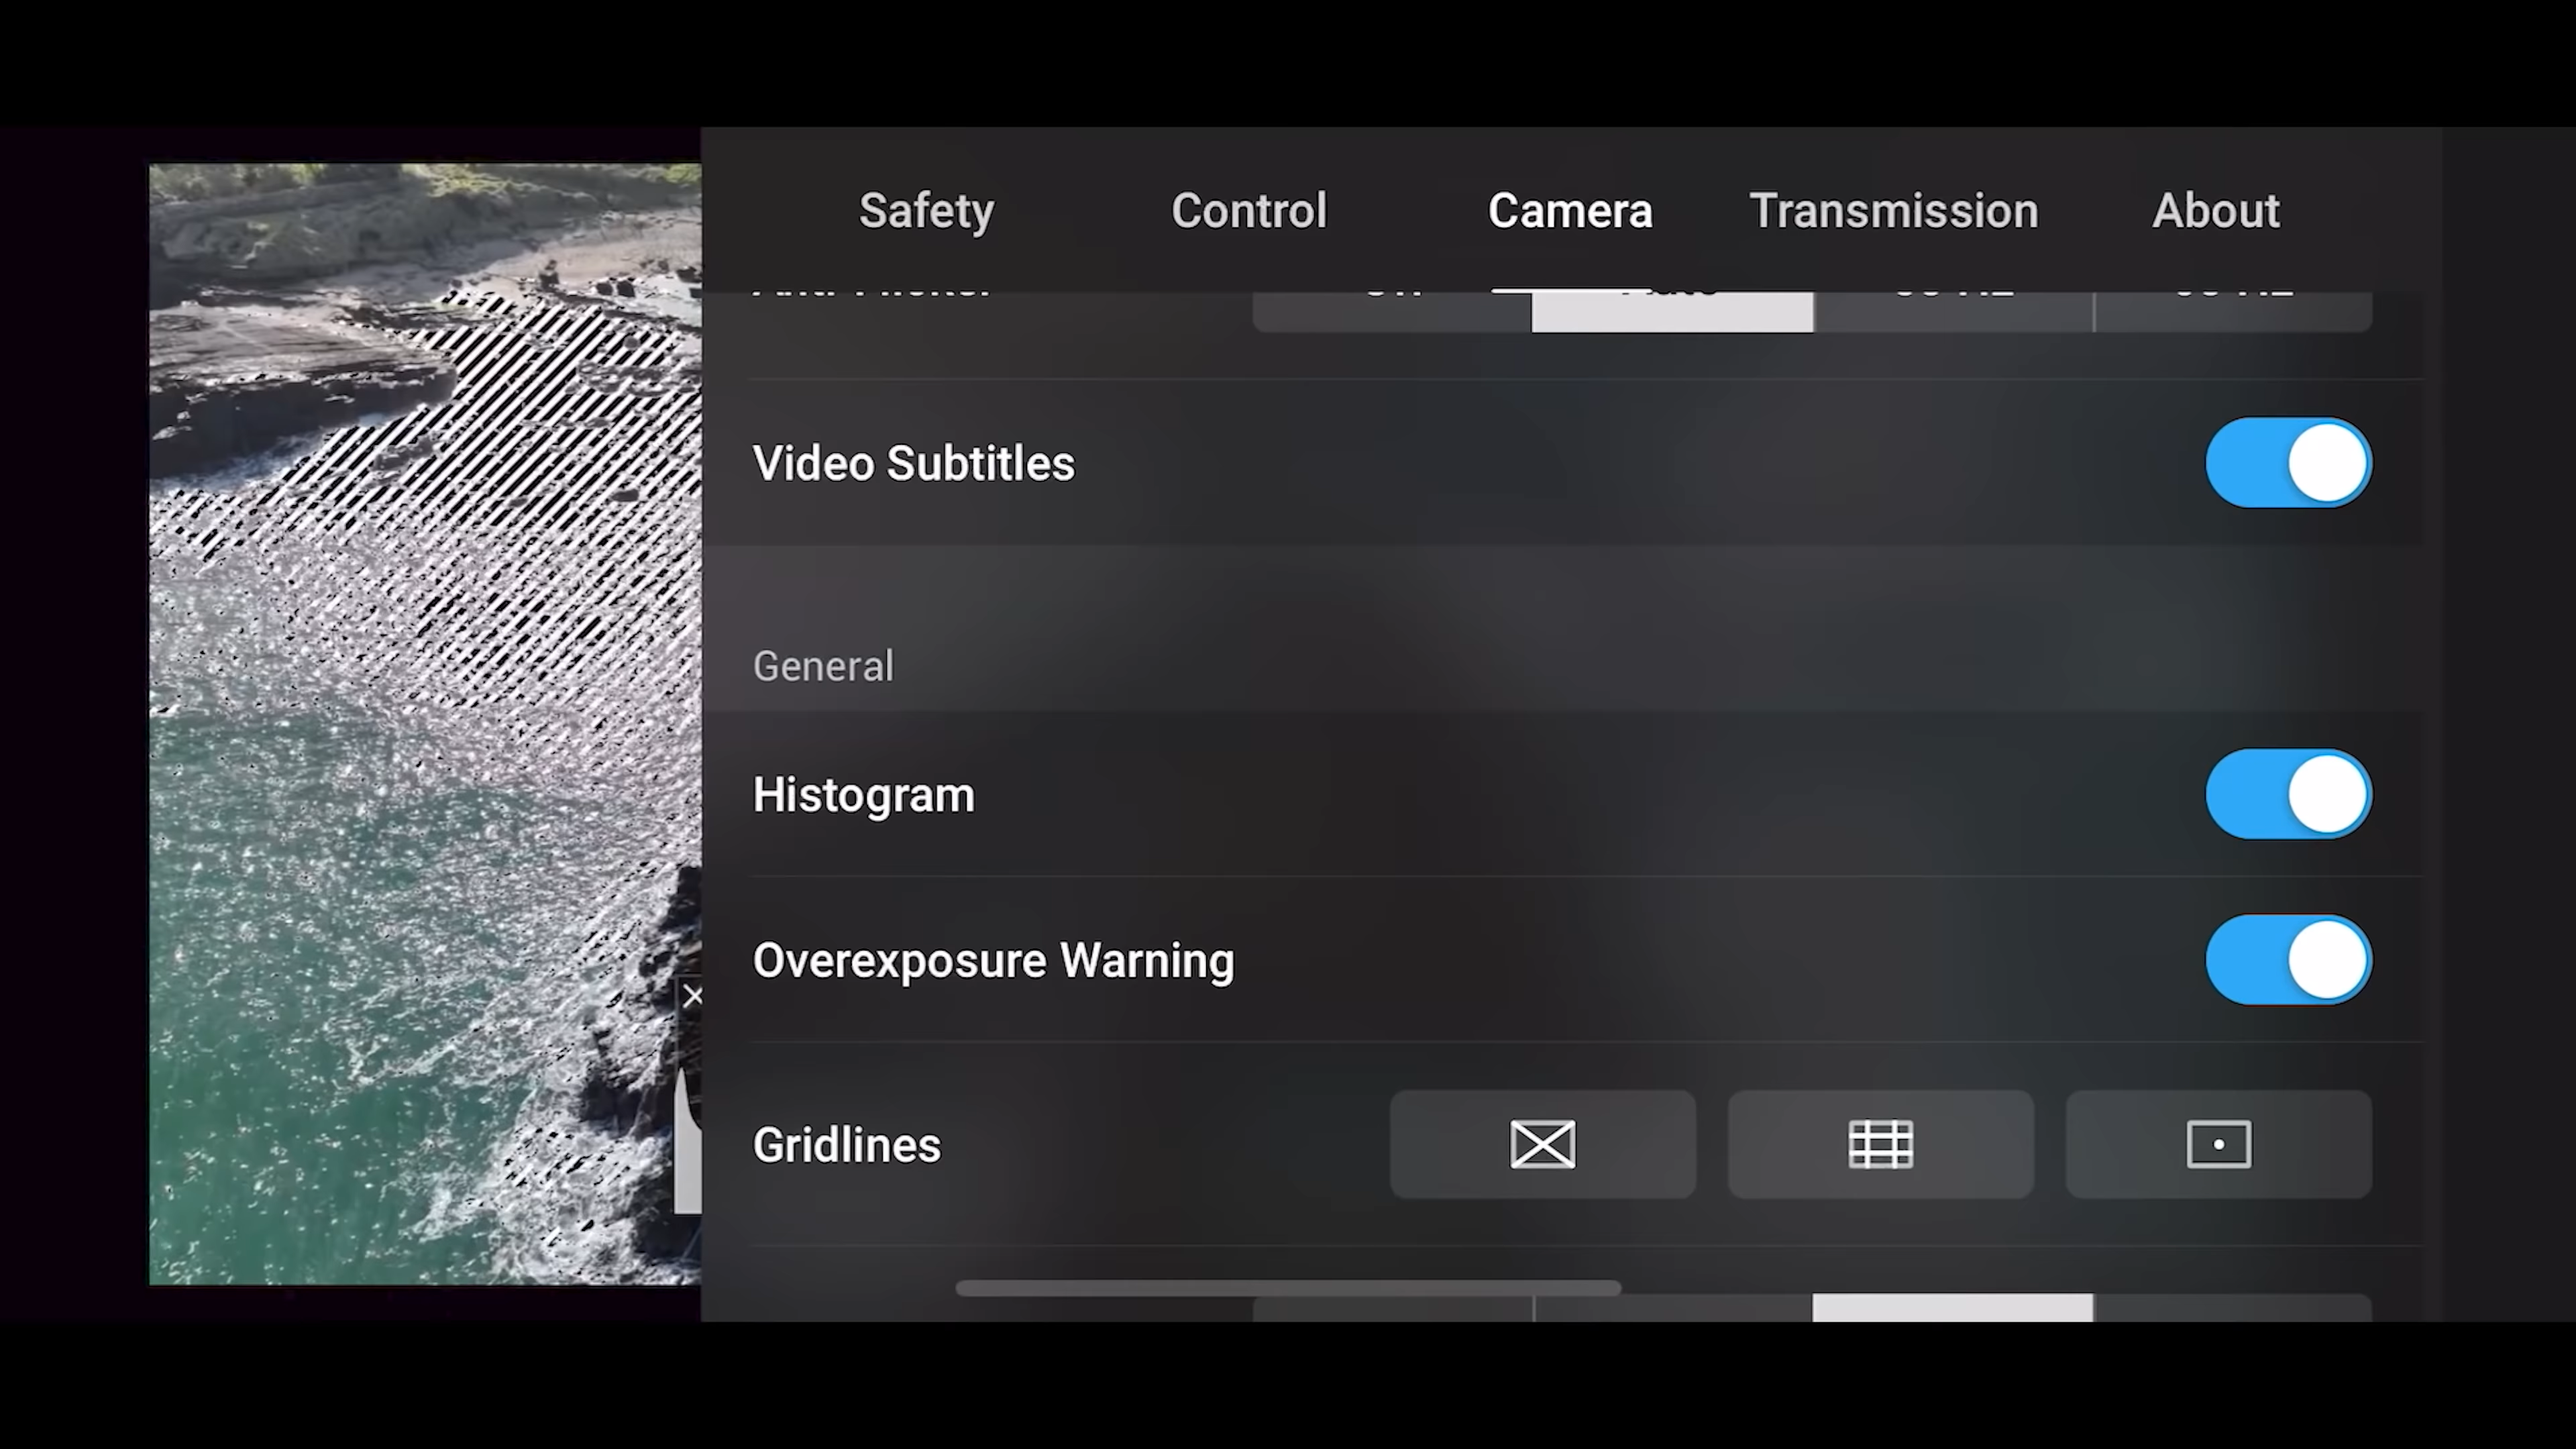 Safety Control Camera Transmission About
Video Subtitles
General
Histogram
Overexposure Warning
Gridlines